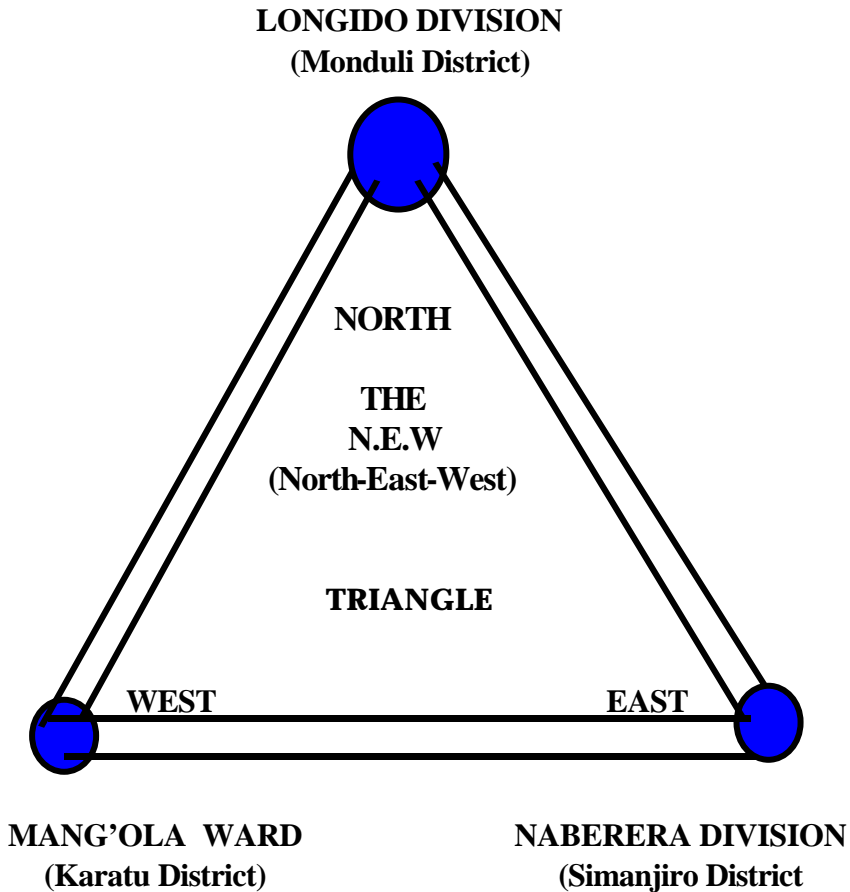 LONGIDO DIVISION
(Monduli District)
NORTH
THE
N.E.W
(North-East-West)
TRIANGLE
WEST
EAST
MANG’OLA WARD
(Karatu District)
NABERERA DIVISION
(Simanjiro District